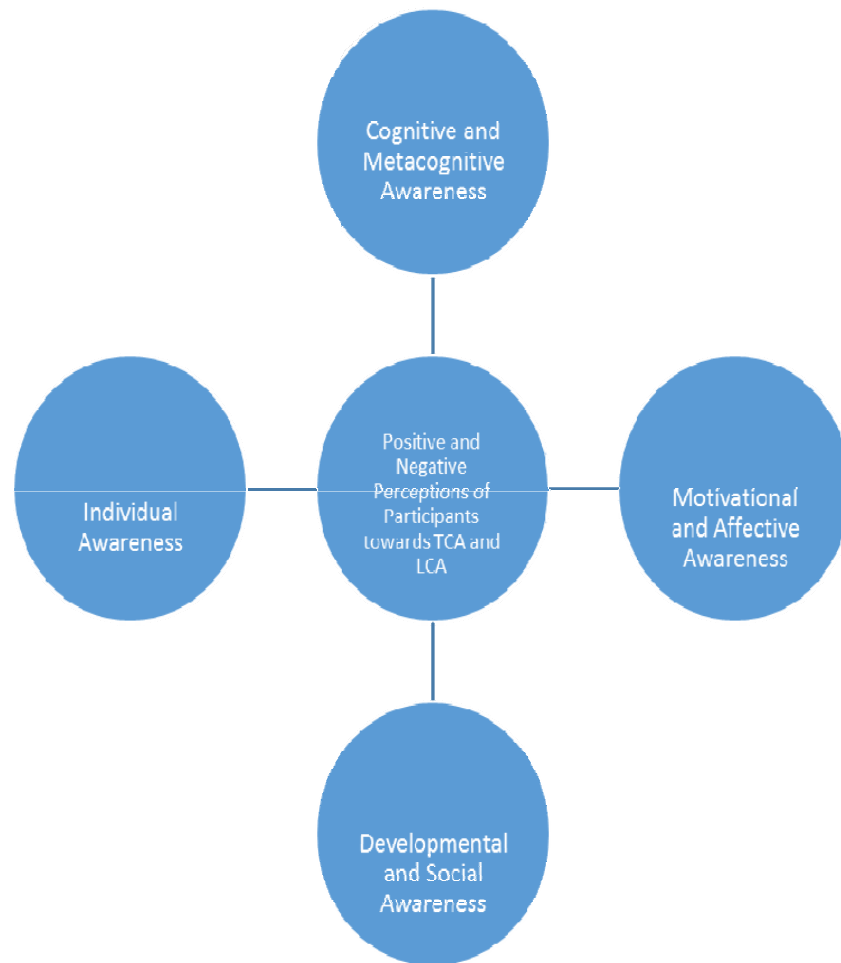 Cognitive and
Metacognitive
Awareness
Positive and
Negative
Perceptions of
Participants
towards TCA and
LCA
Individual
Awareness
Motivational
and Affective
Awareness
Developmental
and Social
Awareness